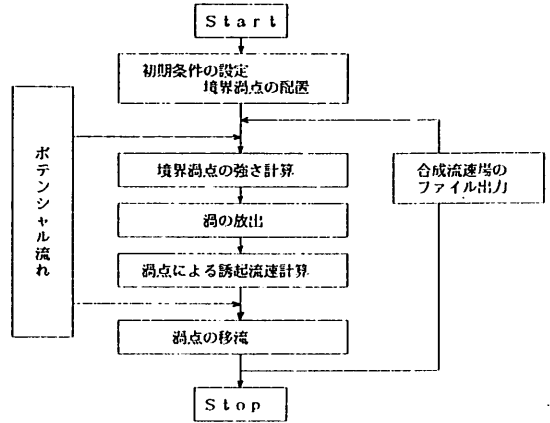 Start
初期条件の設定
境界渦点の配置
ポテンシャル流れ
境界渦点の強さ計算
合成流速場の
ファイル出力
渦の放出
渦点による誘起流速計算
渦点の移流
Stop